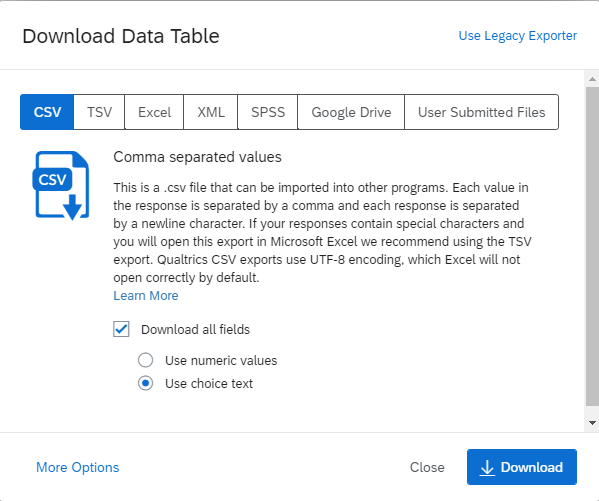 Download Data Table
Use Legacy Exporter
CSV
TSV
Excel
XML
SPSS
Google Drive
User Submitted Files
CSV
Comma separated values
This is a .csv file that can be imported into other programs. Each value in
the response is separated by a comma and each response is separated
by a newline character. If your responses contain special characters and
you will open this export in Microsoft Excel we recommend using the TSV
export. Qualtrics CSV exports use UTF-8 encoding, which Excel will not
open correctly by default.
Learn More
Download all fields
Use numeric values
Use choice text
More Options
Close
Download